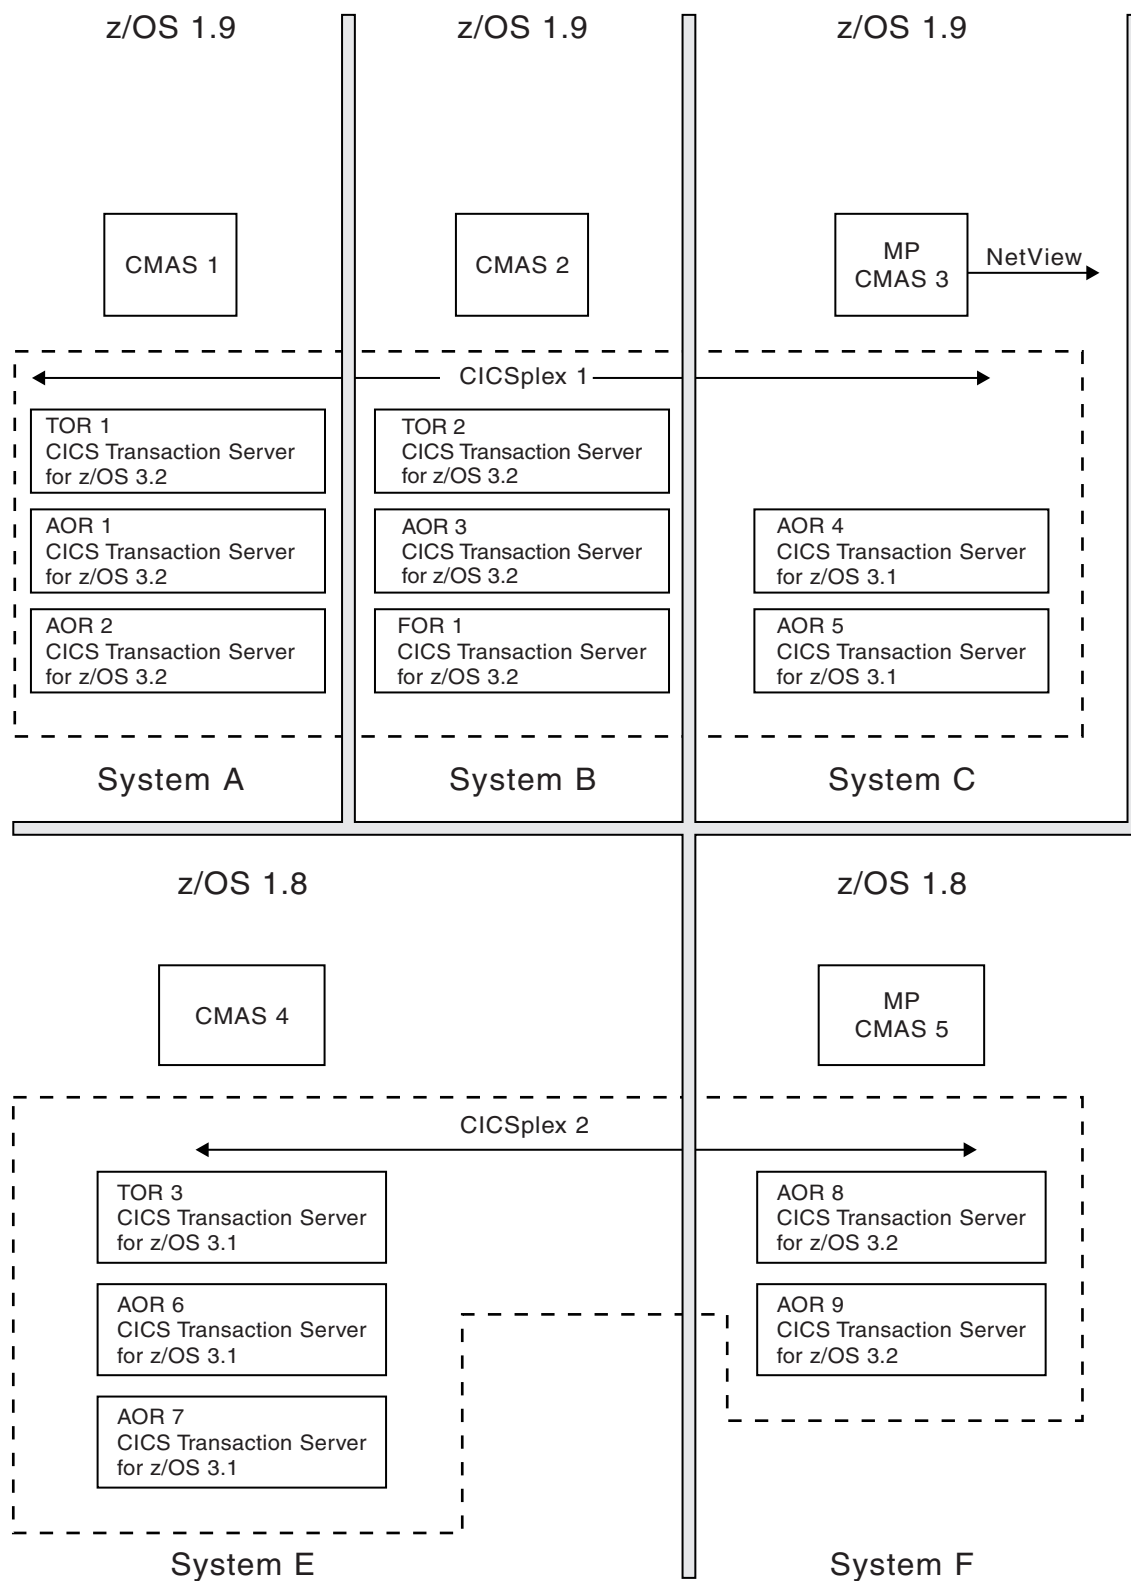 z/OS 1.9
z/OS 1.9
z/OS 1.9
CMAS 1
CMAS 2
MP
CMAS 3
NetView
CICSplex 1
TOR 1
CICS Transaction Server
for z/OS 3.2
AOR 1
CICS Transaction Server
for z/OS 3.2
AOR 2
CICS Transaction Server
for z/OS 3.2
TOR 2
CICS Transaction Server
for z/OS 3.2
AOR 3
CICS Transaction Server
for z/OS 3.2
FOR 1
CICS Transaction Server
for z/OS 3.2
AOR 4
CICS Transaction Server
for z/OS 3.1
AOR 5
CICS Transaction Server
for z/OS 3.1
System A
System B
System C
z/OS 1.8
z/OS 1.8
CMAS 4
MP
CMAS 5
CICSplex 2
TOR 3
CICS Transaction Server
for z/OS 3.1
AOR 6
CICS Transaction Server
for z/OS 3.1
AOR 7
CICS Transaction Server
for z/OS 3.1
AOR 8
CICS Transaction Server
for z/OS 3.2
AOR 9
CICS Transaction Server
for z/OS 3.2
System E
System F